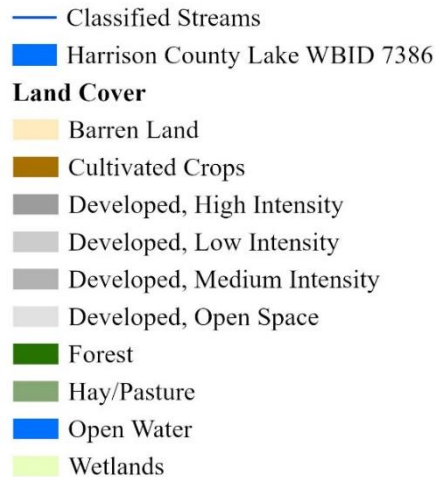 Classified Streams
Harrison County Lake WBID 7386
Land Cover
Barren Land
Cultivated Crops
Developed, High Intensity
Developed, Low Intensity
Developed, Medium Intensity
Developed, Open Space
Forest
Hay/Pasture
Open Water
Wetlands